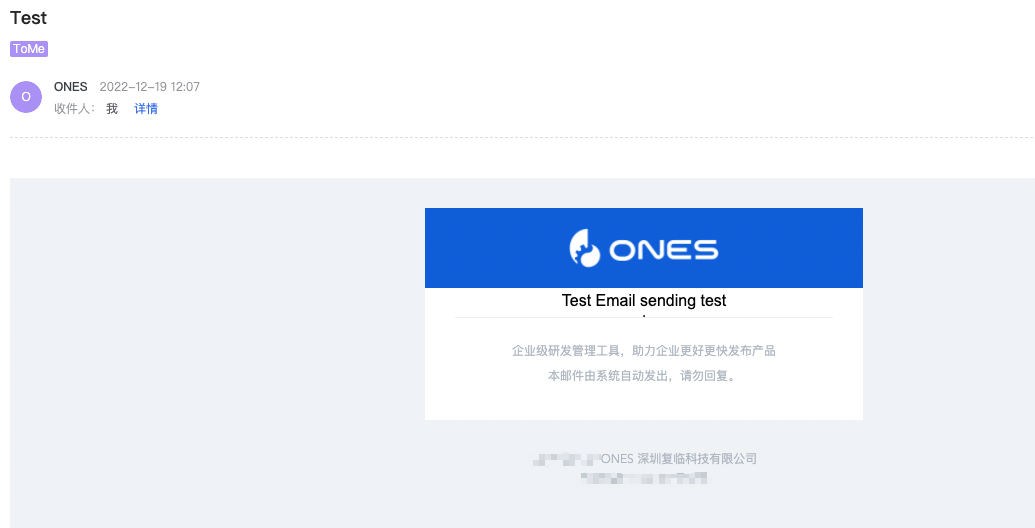 Test
ToMe
O
ONES 2022-12-19 12:07
收件人： 我 详情
ONES
Test Email sending test
.
企业级研发管理工具，助力企业更好更快发布产品
本邮件由系统自动发出，请勿回复。
ONES 深圳复临科技有限公司